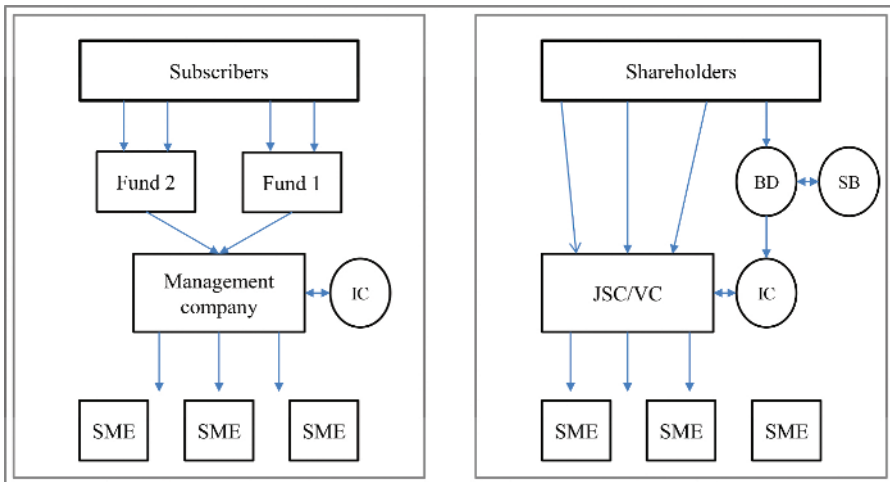 Subscribers
Fund 2
Fund 1
Management
company
IC
SME
SME
SME
Shareholders
BD
SB
JSC/VC
IC
SME
SME
SME